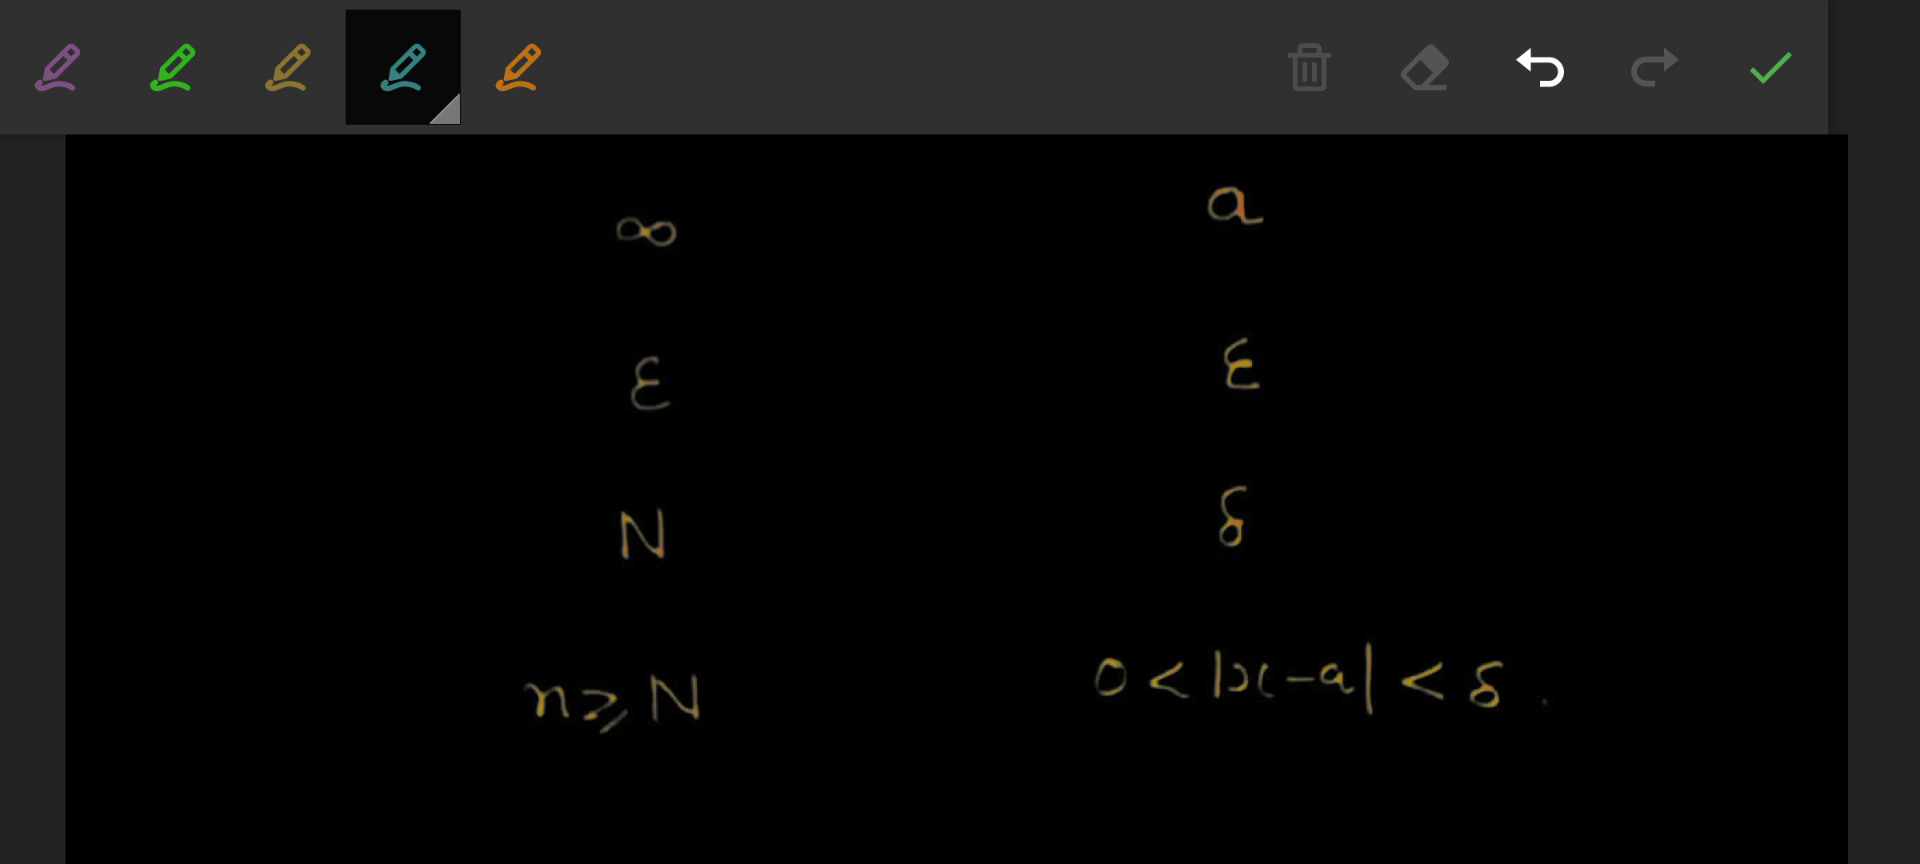 ∞ a
ε ε
N δ
n ⩾ N 0 < |x - a| < δ .